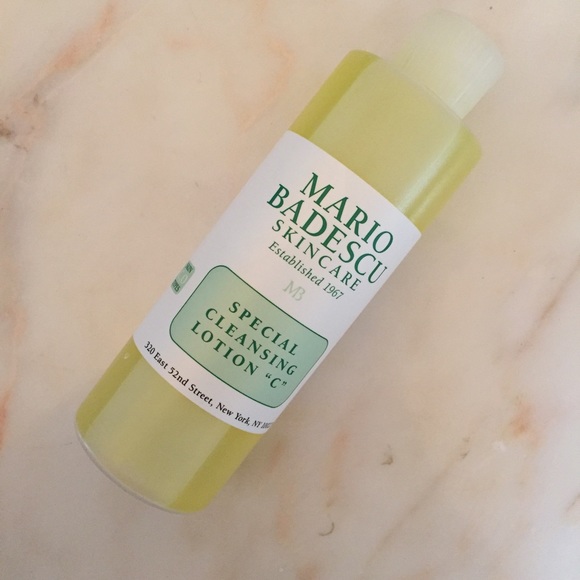 MARIO
BADESCU
SKINCARE
Established 1967
MB
SPECIAL
CLEANSING
LOTION "C"
320 East 52nd Street, New York, NY